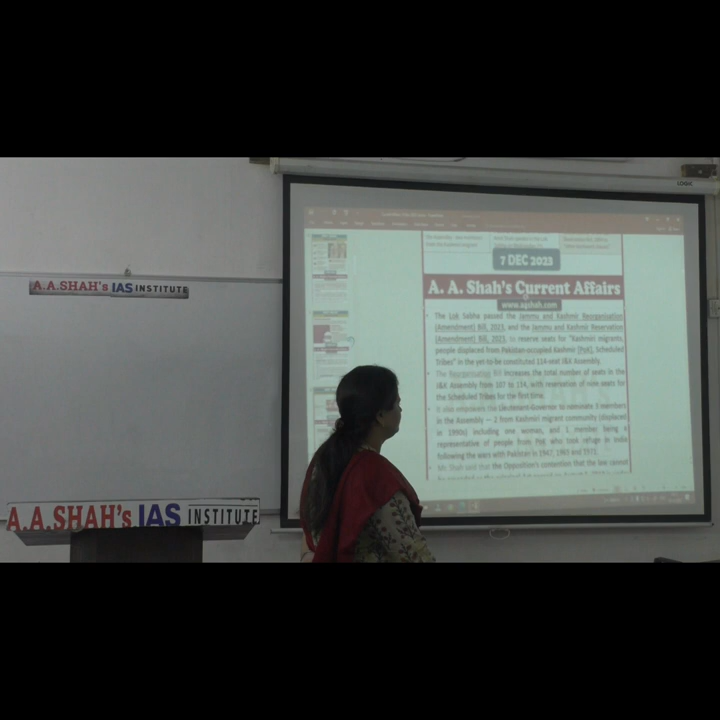 LOGIC
7 DEC 2023
A. A. Shah's Current Affairs
www.aashah.com
A.A.SHAH's IAS INSTITUTE
• The Lok Sabha passed the Jammu and Kashmir Reorganisation
(Amendment) Bill, 2023, and the Jammu and Kashmir Reservation
(Amendment) Bill, 2023, to reserve seats for "Kashmiri migrants,
people displaced from Pakistan-occupied Kashmir (PoK), Scheduled
Tribes" in the yet-to-be constituted 114-seat J&K Assembly.
• The Reorganisation Bill increases the total number of seats in the
J&K Assembly from 107 to 114, with reservation of nine seats for
the Scheduled Tribes for the first time.
• It also empowers the Lieutenant-Governor to nominate 3 members
in the Assembly — 2 from Kashmiri migrant community (displaced
in 1990s) including one woman, and 1 member being a
representative of people from PoK who took refuge in India
following the wars with Pakistan in 1947, 1965 and 1971.
• Mr. Shah said that the Opposition's contention that the law cannot
A.A.SHAH's IAS INSTITUTE